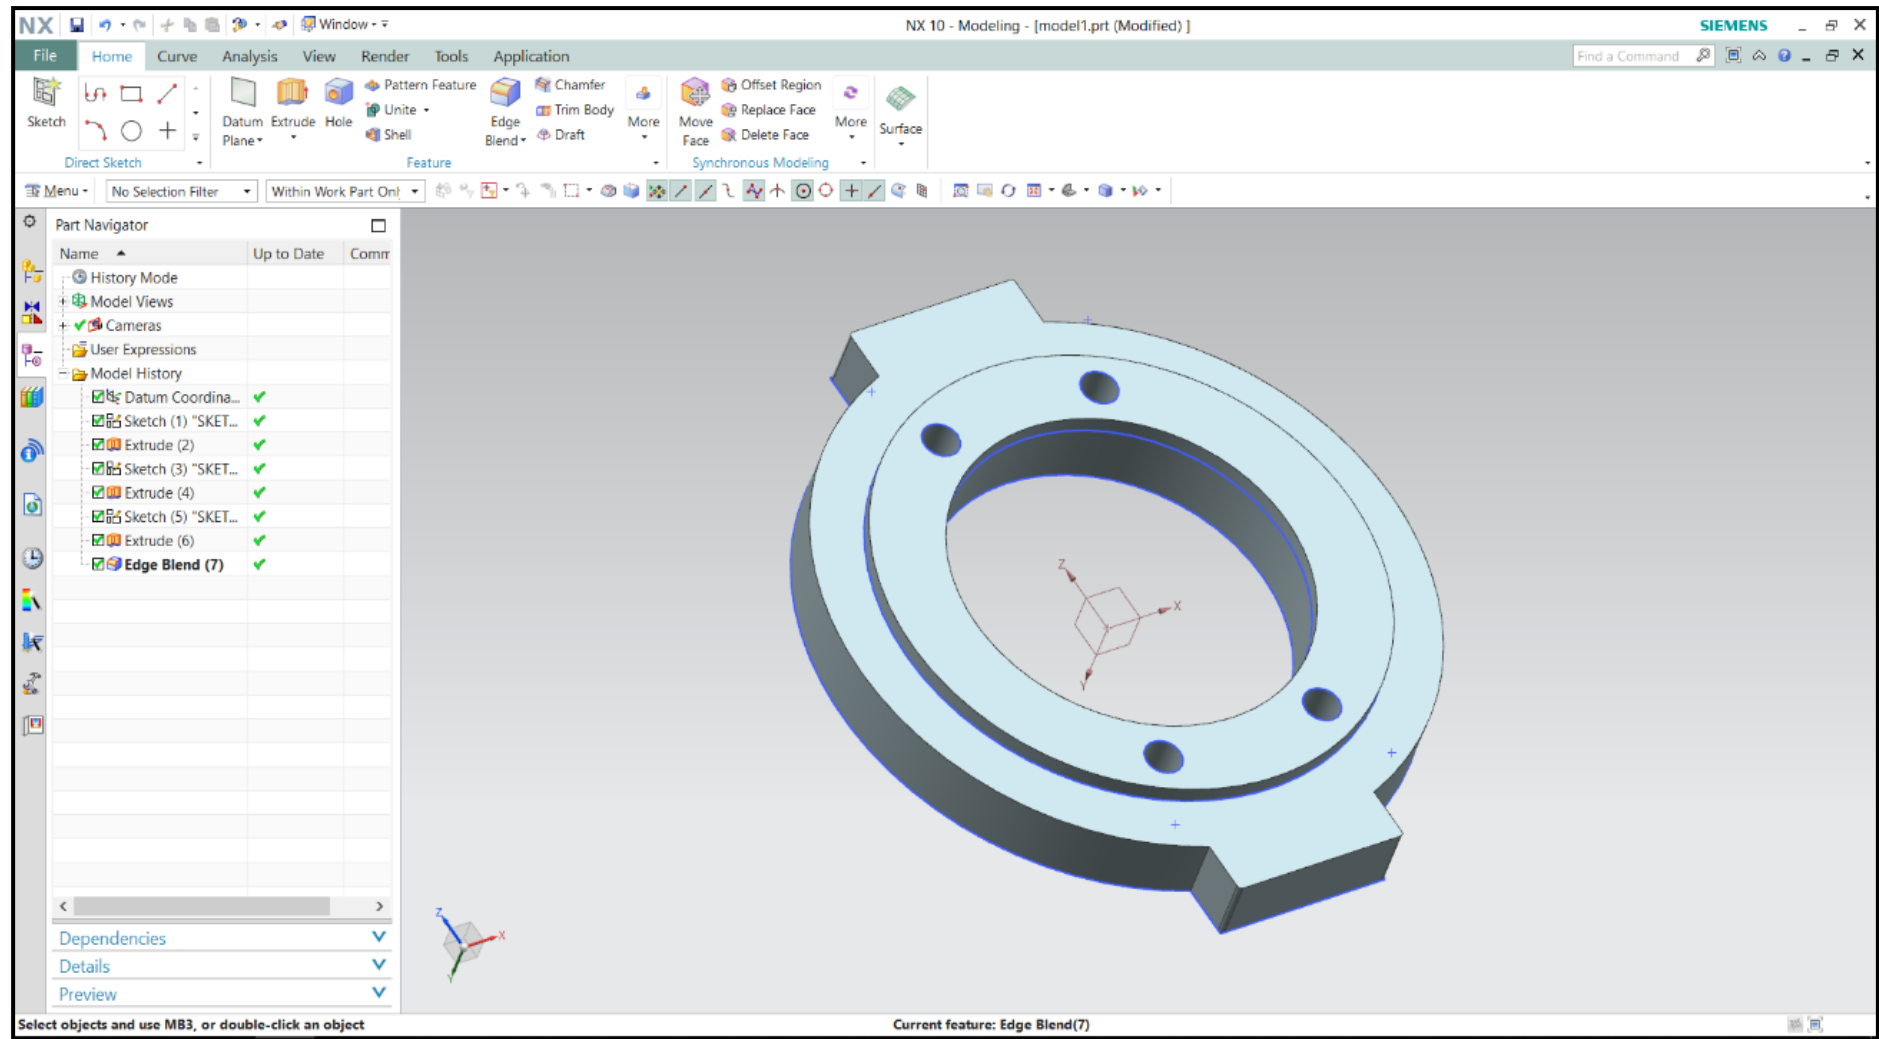 NX Window NX 10 - Modeling - [model1.prt (Modified) ] SIEMENS
File Home Curve Analysis View Render Tools Application Find a Command
Sketch
Direct Sketch
Datum Plane
Extrude
Hole
Pattern Feature
Unite
Shell
Edge Blend
Chamfer
Trim Body
Draft
More
Feature
Move Face
Offset Region
Replace Face
Delete Face
More
Synchronous Modeling
Surface
Menu No Selection Filter Within Work Part Onl
Part Navigator
Name Up to Date Comm
History Mode
Model Views
Cameras
User Expressions
Model History
Datum Coordina...
Sketch (1) "SKET...
Extrude (2)
Sketch (3) "SKET...
Extrude (4)
Sketch (5) "SKET...
Extrude (6)
Edge Blend (7)
Z
X
Y
Z
X
Y
Dependencies
Details
Preview
Select objects and use MB3, or double-click an object Current feature: Edge Blend(7)